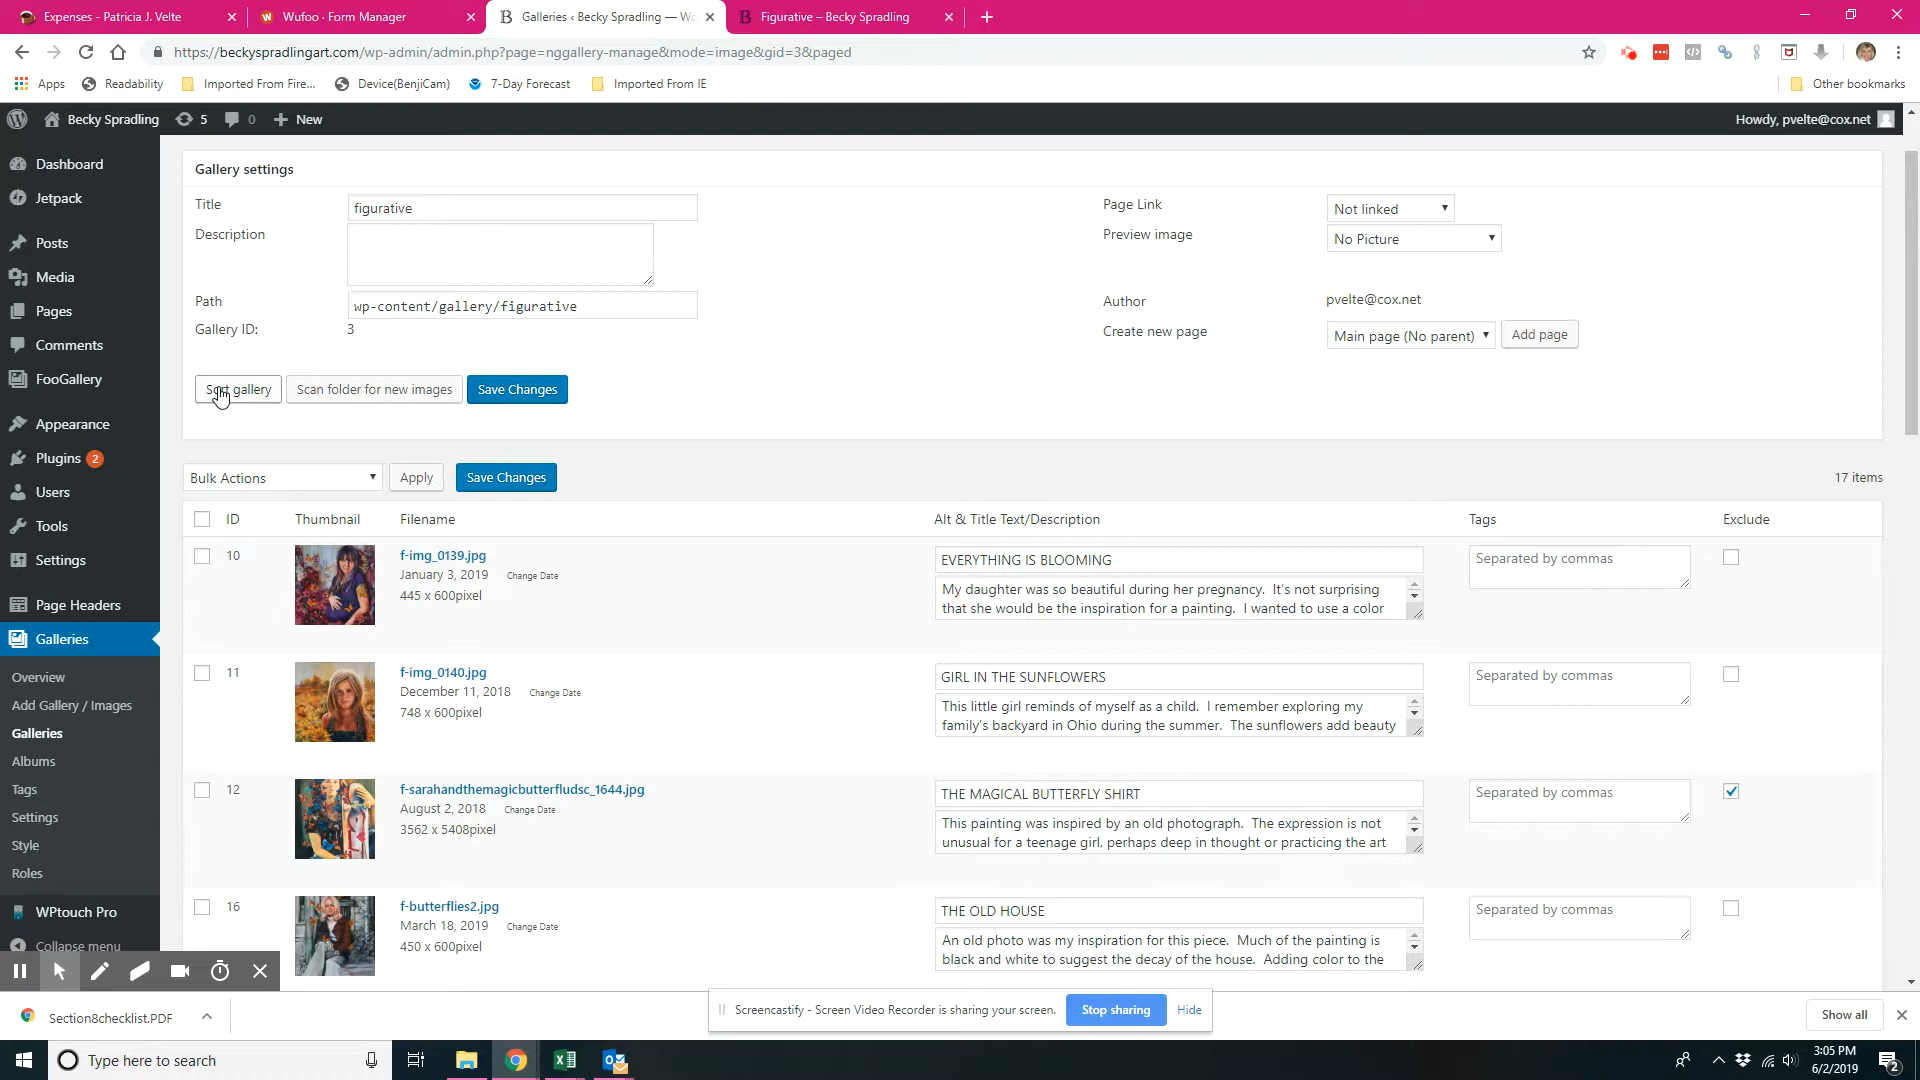 Expenses - Patricia J. Velte
Wufoo · Form Manager
Galleries ‹ Becky Spradling — Wo
Figurative – Becky Spradling
https://beckyspradlingart.com/wp-admin/admin.php?page=nggallery-manage&mode=image&gid=3&paged
Apps
Readability
Imported From Fire...
Device(BenjiCam)
7-Day Forecast
Imported From IE
Other bookmarks
Becky Spradling
5
0
New
Howdy, pvelte@cox.net
Dashboard
Jetpack
Posts
Media
Pages
Comments
FooGallery
Appearance
Plugins 2
Users
Tools
Settings
Page Headers
Galleries
Overview
Add Gallery / Images
Galleries
Albums
Tags
Settings
Style
Roles
WPtouch Pro
Collapse menu
Gallery settings
Title
figurative
Page Link
Not linked
Description
Preview image
No Picture
Path
wp-content/gallery/figurative
Author
pvelte@cox.net
Gallery ID:
3
Create new page
Main page (No parent)
Add page
Sort gallery
Scan folder for new images
Save Changes
Bulk Actions
Apply
Save Changes
17 items
ID
Thumbnail
Filename
Alt & Title Text/Description
Tags
Exclude
10
f-img_0139.jpg
January 3, 2019
Change Date
445 x 600pixel
EVERYTHING IS BLOOMING
My daughter was so beautiful during her pregnancy. It's not surprising
that she would be the inspiration for a painting. I wanted to use a color
Separated by commas
11
f-img_0140.jpg
December 11, 2018
Change Date
748 x 600pixel
GIRL IN THE SUNFLOWERS
This little girl reminds of myself as a child. I remember exploring my
family's backyard in Ohio during the summer. The sunflowers add beauty
Separated by commas
12
f-sarahandthemagicbutterfludsc_1644.jpg
August 2, 2018
Change Date
3562 x 5408pixel
THE MAGICAL BUTTERFLY SHIRT
This painting was inspired by an old photograph. The expression is not
unusual for a teenage girl, perhaps deep in thought or practicing the art
Separated by commas
16
f-butterflies2.jpg
March 18, 2019
Change Date
450 x 600pixel
THE OLD HOUSE
An old photo was my inspiration for this piece. Much of the painting is
black and white to suggest the decay of the house. Adding color to the
Separated by commas
Screencastify - Screen Video Recorder is sharing your screen.
Stop sharing
Hide
Section8checklist.PDF
Show all
Type here to search
3:05 PM
6/2/2019
2